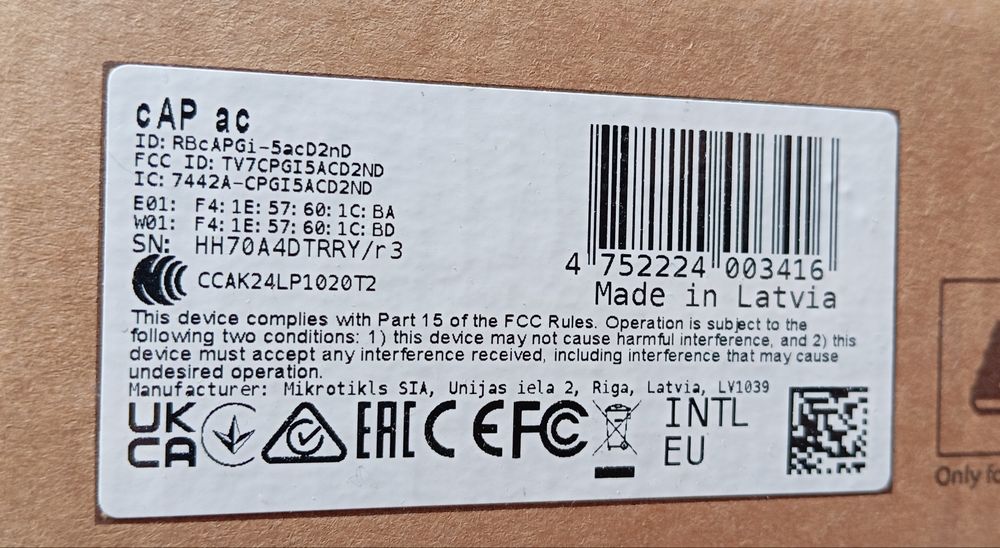 cAP ac
ID: RBcAPGi-5acD2nD
FCC ID: TV7CPGI5ACD2ND
IC: 7442A-CPGI5ACD2ND
E01: F4:1E:57:60:1C:BA
W01: F4:1E:57:60:1C:BD
SN: HH70A4DTRRY/r3
CCAK24LP1020T2
4 752224 003416
Made in Latvia
This device complies with Part 15 of the FCC Rules. Operation is subject to the
following two conditions: 1) this device may not cause harmful interference, and 2) this
device must accept any interference received, including interference that may cause
undesired operation.
Manufacturer: Mikrotikls SIA, Unijas iela 2, Riga, Latvia, LV1039
UK
CA
EAC CE FC
INTL
EU
Only